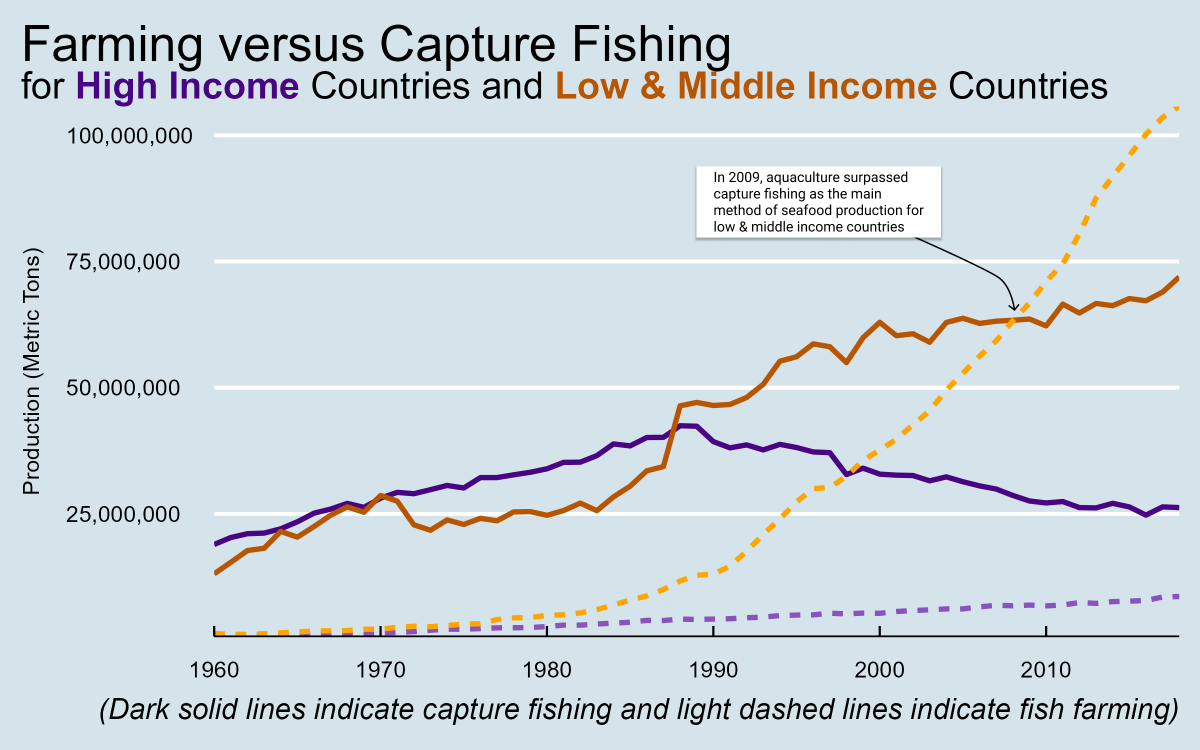 Farming versus Capture Fishing
for High Income Countries and Low & Middle Income Countries
100,000,000
In 2009, aquaculture surpassed
capture fishing as the main
method of seafood production for
low & middle income countries
75,000,000
Production (Metric Tons)
50,000,000
25,000,000
1960 1970 1980 1990 2000 2010
(Dark solid lines indicate capture fishing and light dashed lines indicate fish farming)